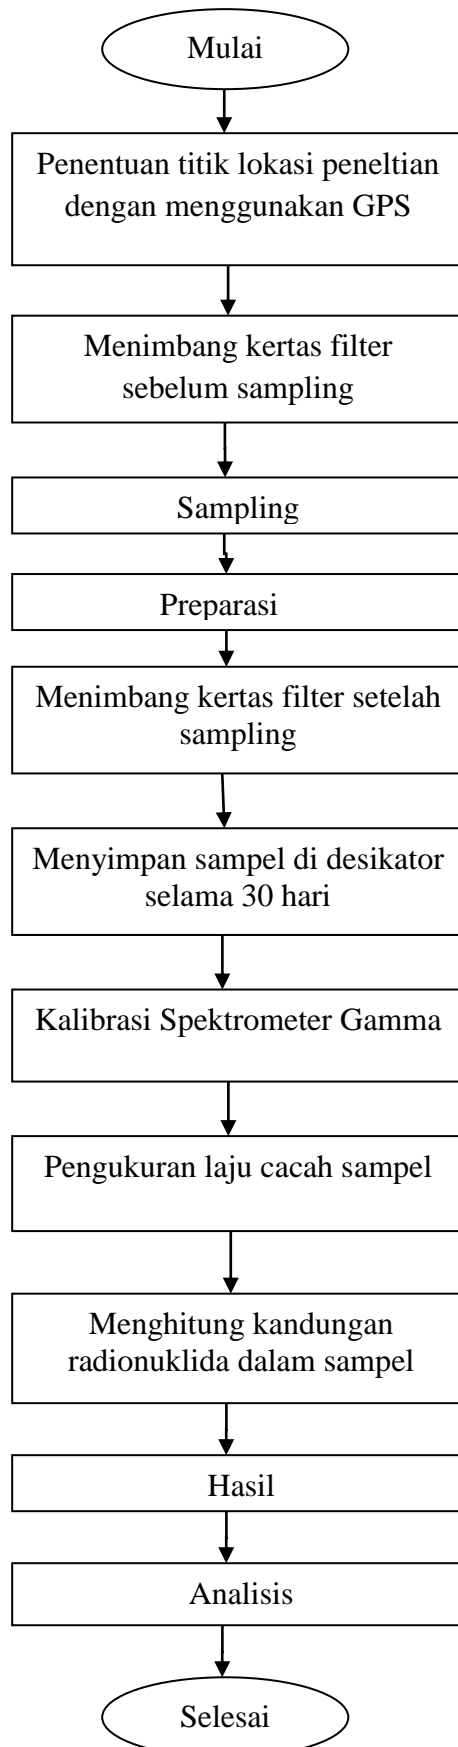 Mulai
Penentuan titik lokasi peneltian
dengan menggunakan GPS
Menimbang kertas filter
sebelum sampling
Sampling
Preparasi
Menimbang kertas filter setelah
sampling
Menyimpan sampel di desikator
selama 30 hari
Kalibrasi Spektrometer Gamma
Pengukuran laju cacah sampel
Menghitung kandungan
radionuklida dalam sampel
Hasil
Analisis
Selesai